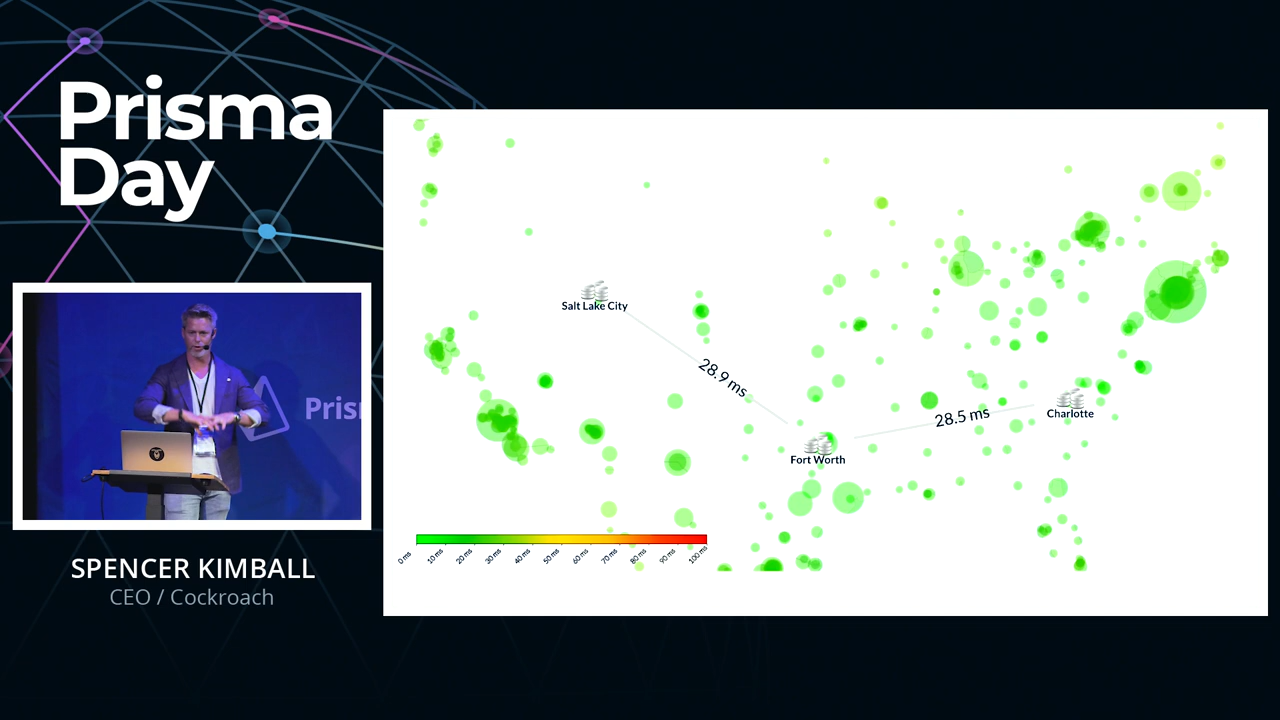 Prisma
Day
SPENCER KIMBALL
CEO / Cockroach
Pris
Salt Lake City
28.9 ms
28.5 ms
Charlotte
Fort Worth
0 ms
10 ms
20 ms
30 ms
40 ms
50 ms
60 ms
70 ms
80 ms
90 ms
100 ms